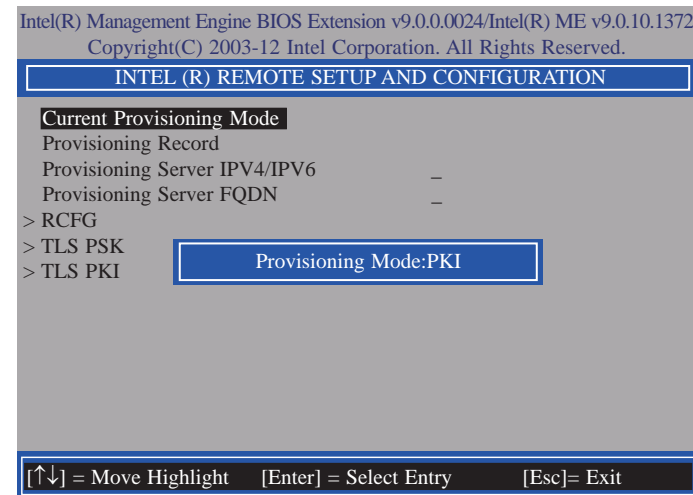 Intel(R) Management Engine BIOS Extension v9.0.0.0024/Intel(R) ME v9.0.10.1372
Copyright(C) 2003-12 Intel Corporation. All Rights Reserved.
INTEL (R) REMOTE SETUP AND CONFIGURATION
Current Provisioning Mode
Provisioning Record
Provisioning Server IPV4/IPV6 _
Provisioning Server FQDN _
> RCFG
> TLS PSK
> TLS PKI
Provisioning Mode:PKI
[↑↓] = Move Highlight [Enter] = Select Entry [Esc]= Exit